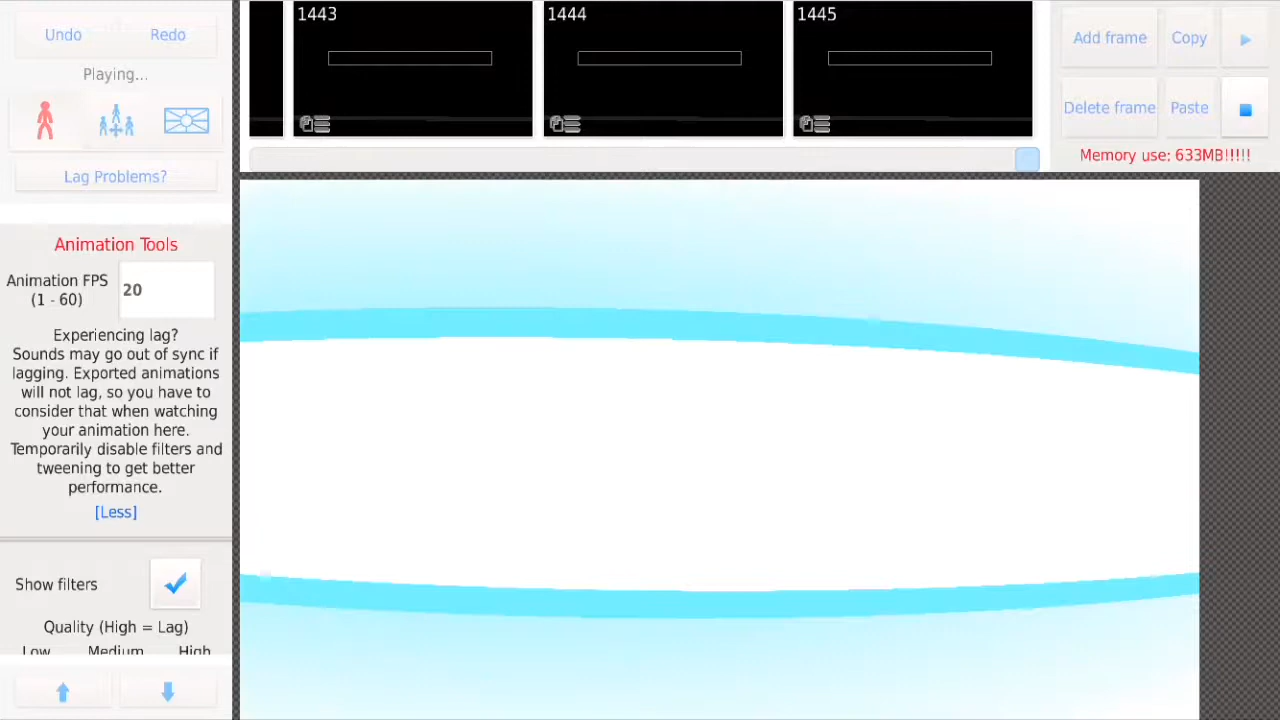 Undo Redo
Playing...
Lag Problems?
Animation Tools
Animation FPS
(1 - 60)
20
Experiencing lag?
Sounds may go out of sync if
lagging. Exported animations
will not lag, so you have to
consider that when watching
your animation here.
Temporarily disable filters and
tweening to get better
performance.
[Less]
Show filters
Quality (High = Lag)
Low Medium High
1443 1444 1445
Add frame Copy
Delete frame Paste
Memory use: 633MB!!!!!